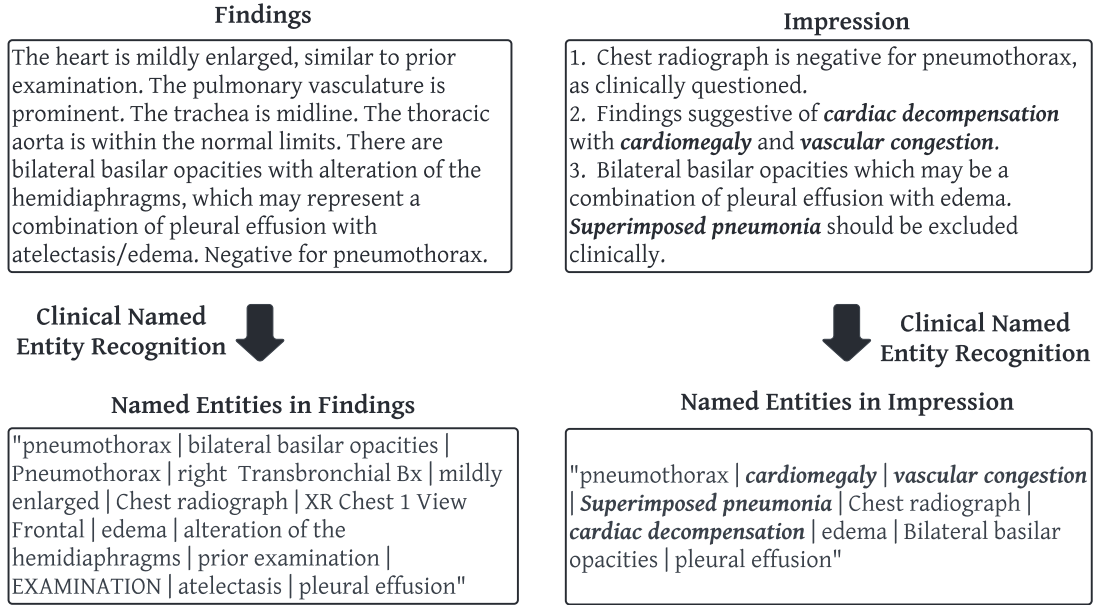 Findings
The heart is mildly enlarged, similar to prior
examination. The pulmonary vasculature is
prominent. The trachea is midline. The thoracic
aorta is within the normal limits. There are
bilateral basilar opacities with alteration of the
hemidiaphragms, which may represent a
combination of pleural effusion with
atelectasis/edema. Negative for pneumothorax.
Impression
1. Chest radiograph is negative for pneumothorax,
as clinically questioned.
2. Findings suggestive of cardiac decompensation
with cardiomegaly and vascular congestion.
3. Bilateral basilar opacities which may be a
combination of pleural effusion with edema.
Superimposed pneumonia should be excluded
clinically.
Clinical Named
Entity Recognition
Clinical Named
Entity Recognition
Named Entities in Findings
"pneumothorax | bilateral basilar opacities |
Pneumothorax | right Transbronchial Bx | mildly
enlarged | Chest radiograph | XR Chest 1 View
Frontal | edema | alteration of the
hemidiaphragms | prior examination |
EXAMINATION | atelectasis | pleural effusion"
Named Entities in Impression
"pneumothorax | cardiomegaly | vascular congestion
| Superimposed pneumonia | Chest radiograph |
cardiac decompensation | edema | Bilateral basilar
opacities | pleural effusion"